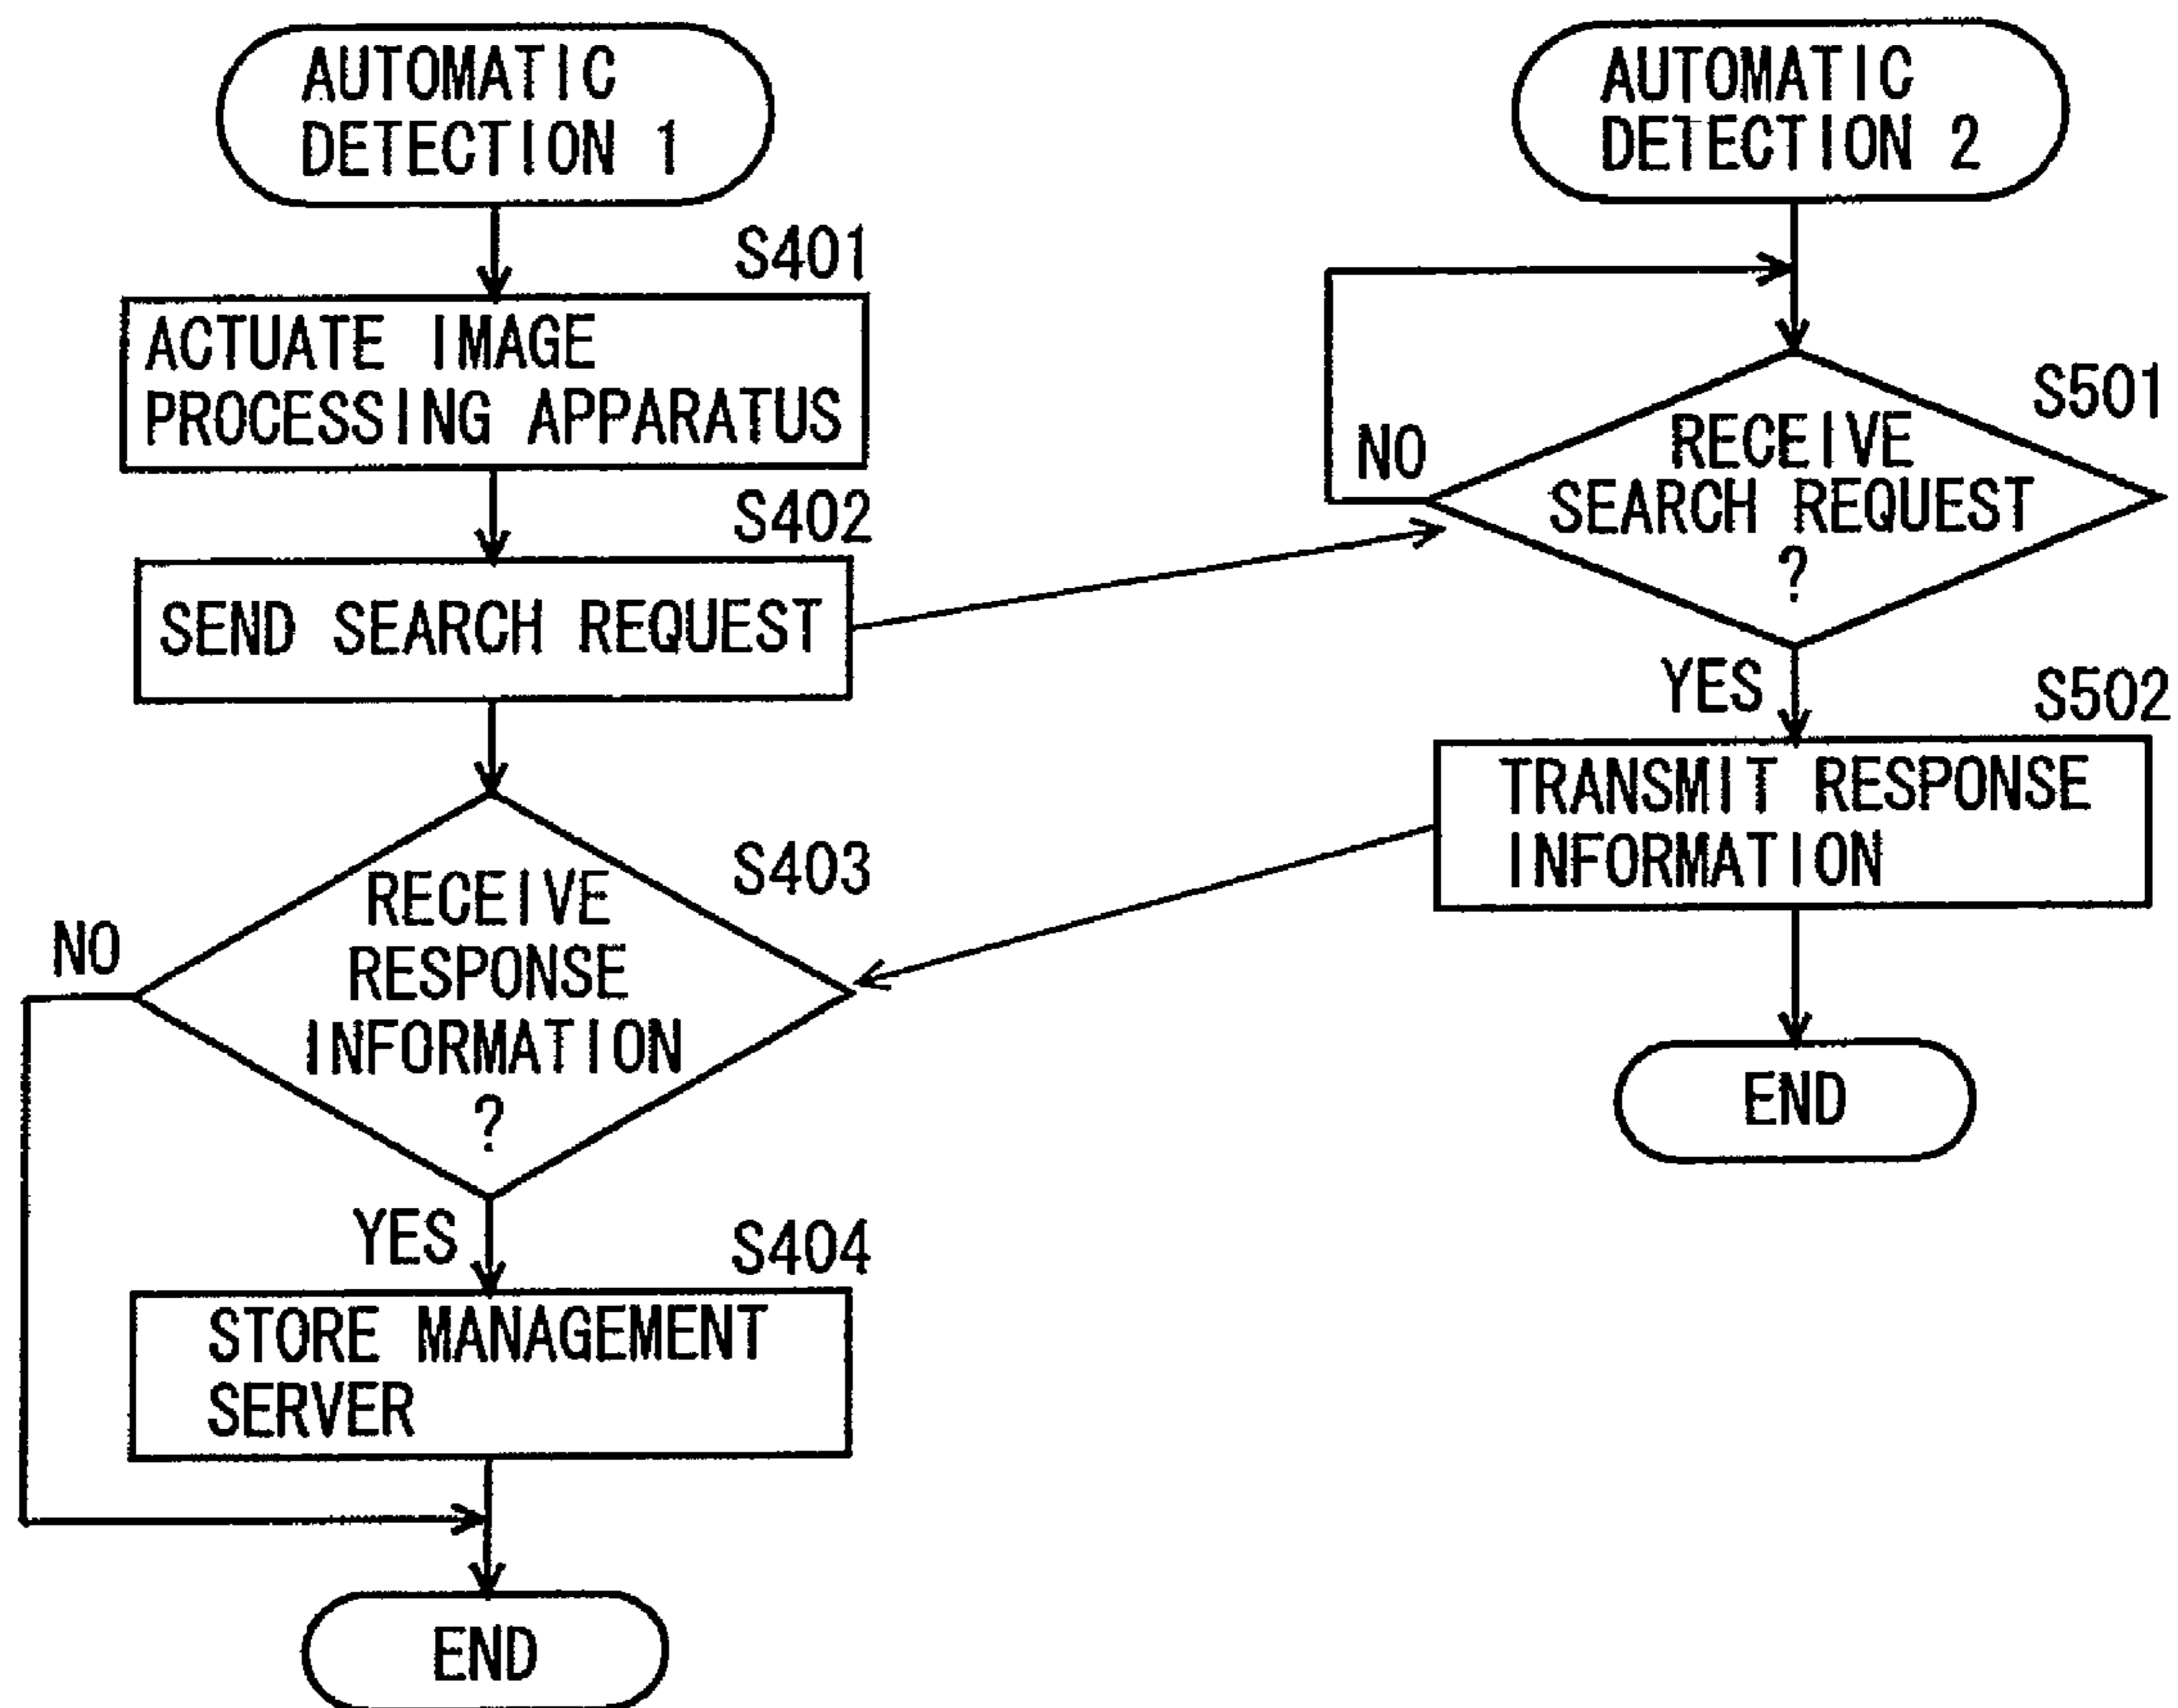 AUTOMATIC
DETECTION 1
S401
ACTUATE IMAGE
PROCESSING APPARATUS
S402
SEND SEARCH REQUEST
S403
RECEIVE
RESPONSE
INFORMATION
?
NO
YES
S404
STORE MANAGEMENT
SERVER
END
AUTOMATIC
DETECTION 2
S501
RECEIVE
SEARCH REQUEST
?
NO
YES
S502
TRANSMIT RESPONSE
INFORMATION
END